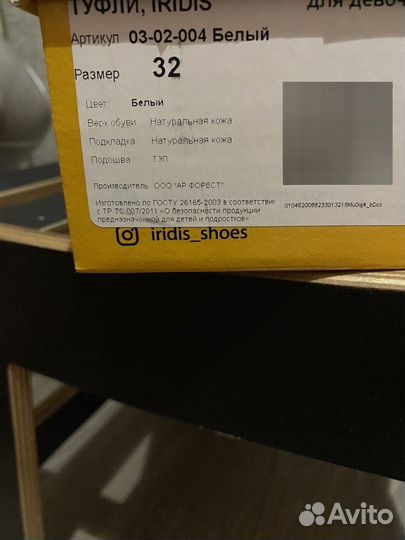 ТУФЛИ, IRIDIS для девоч
Артикул 03-02-004 Белый
Размер 32
Цвет Белый
Верх обуви Натуральная кожа
Подкладка Натуральная кожа
Подошва ТЭП
Производитель ООО "АР ФОРЕСТ"
Изготовлено по ГОСТУ 26165-2003 в соответстви
с ТР ТС 007/2011 «О безопасности продукции
предназначенной для детей и подростков»
iridis_shoes
Avito